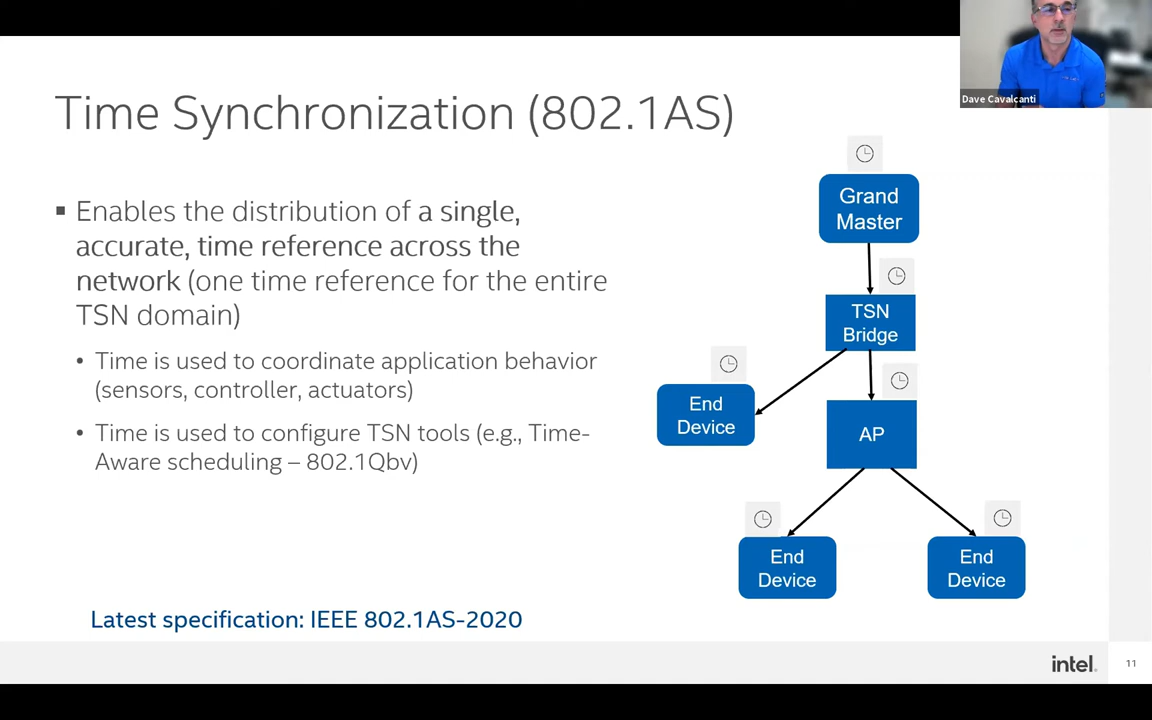 Dave Cavalcanti
Time Synchronization (802.1AS)
▪ Enables the distribution of a single,
accurate, time reference across the
network (one time reference for the entire
TSN domain)
• Time is used to coordinate application behavior
(sensors, controller, actuators)
• Time is used to configure TSN tools (e.g., Time-
Aware scheduling – 802.1Qbv)
Latest specification: IEEE 802.1AS-2020
Grand
Master
TSN
Bridge
End
Device
AP
End
Device
End
Device
intel.
11